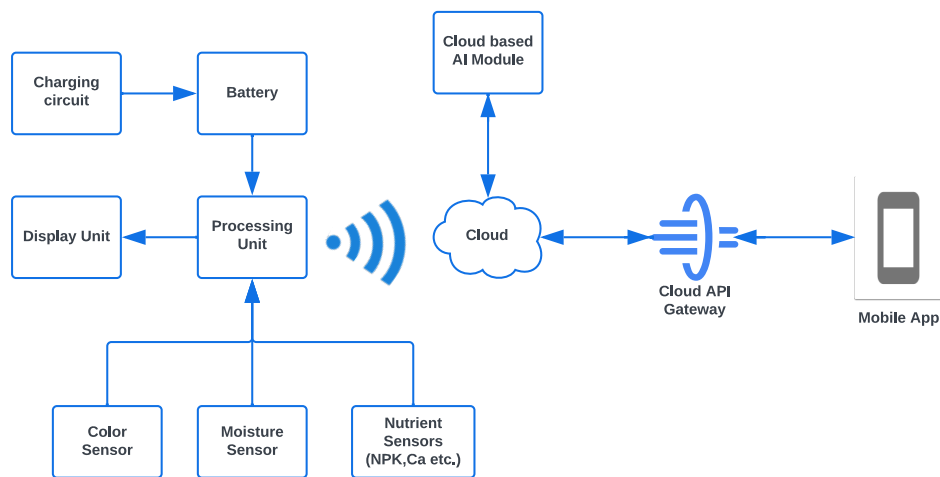 Charging
circuit
Battery
Cloud based
AI Module
Display Unit
Processing
Unit
Cloud
Cloud API
Gateway
Mobile App
Color
Sensor
Moisture
Sensor
Nutrient
Sensors
(NPK,Ca etc.)